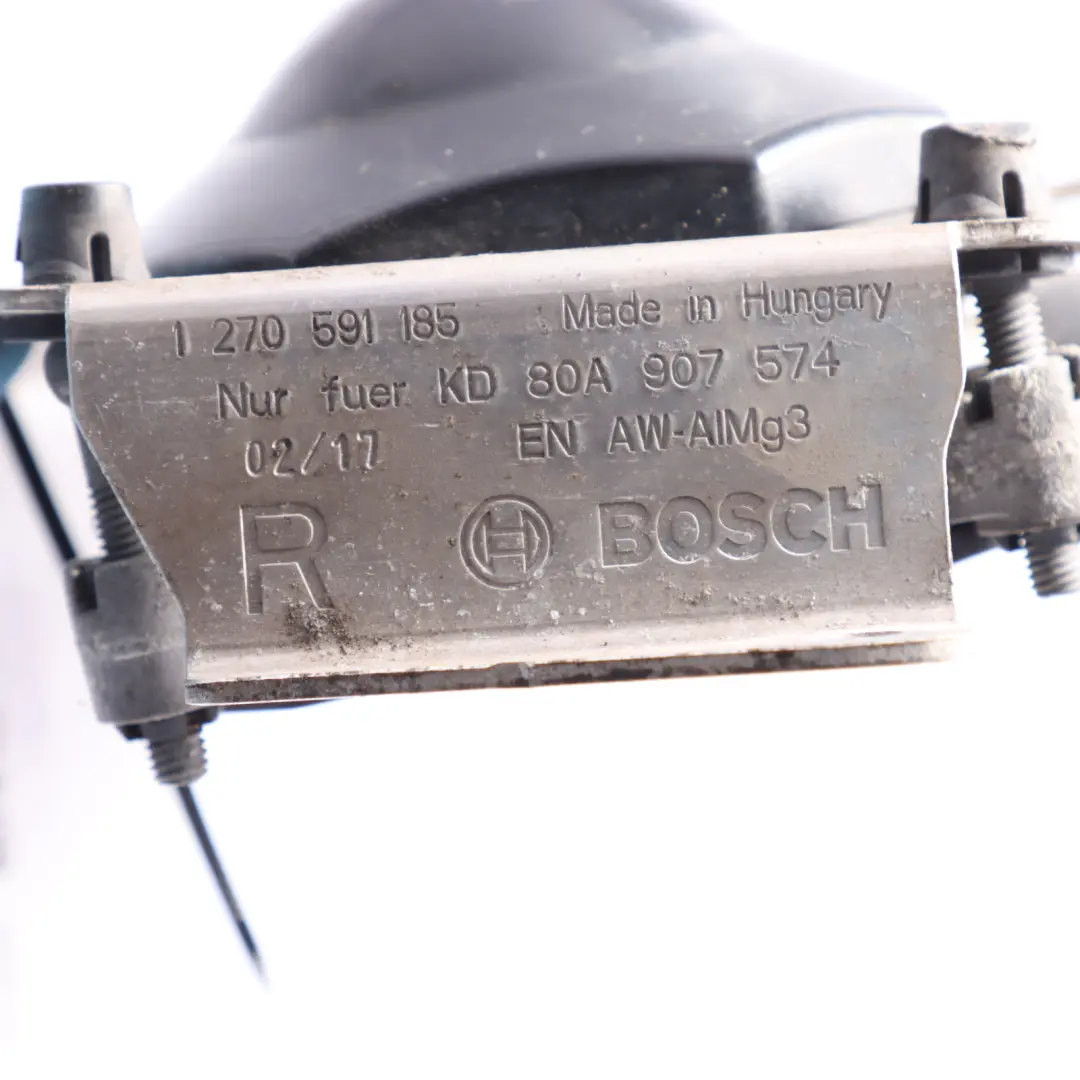 1 270 591 185 Made in Hungary
Nur fuer KD 80A 907 574
02/17 EN AW-AlMg3
R BOSCH